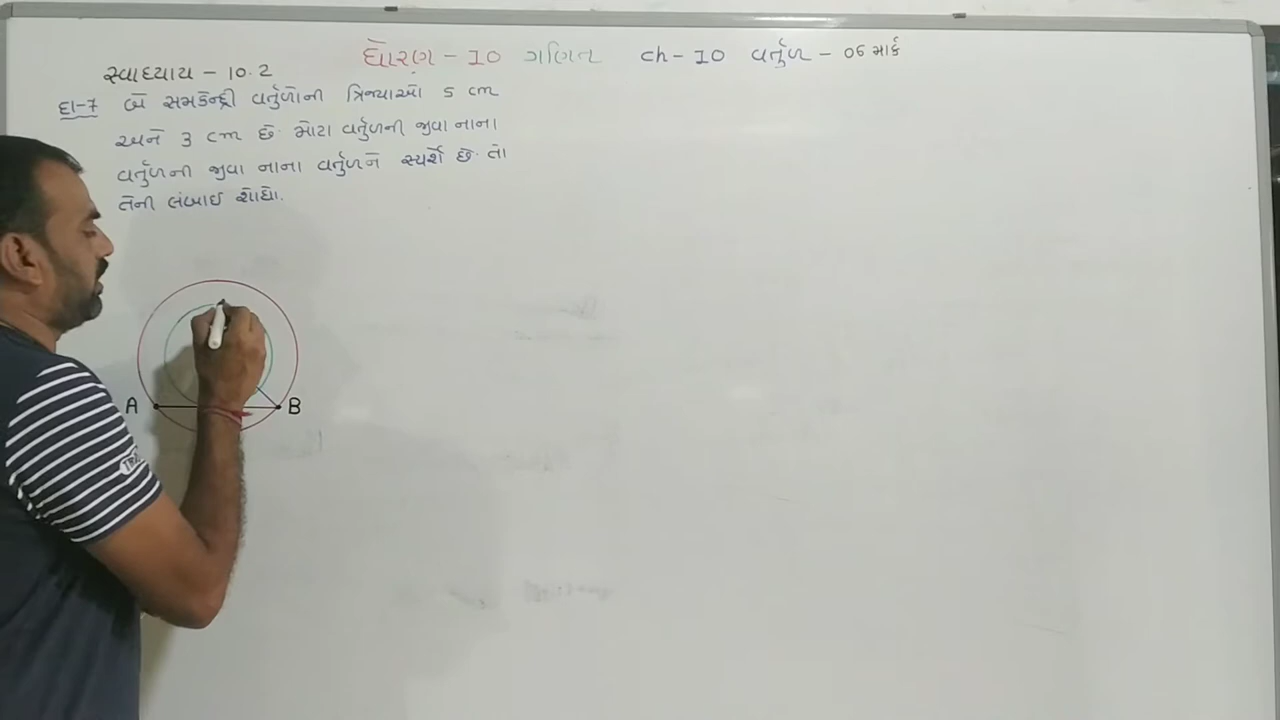 ધોરણ - 10 ગણિત ch - 10 વર્તુળ - 06 માર્ક
સ્વાધ્યાય - 10.2
દા-7 બે સમકેન્દ્રી વર્તુળોની ત્રિજ્યાઓ 5 cm
અને 3 cm છે. મોટા વર્તુળની જીવા નાના
વર્તુળની જીવા નાના વર્તુળને સ્પર્શે છે. તો
તેની લંબાઈ શોધો.
A B